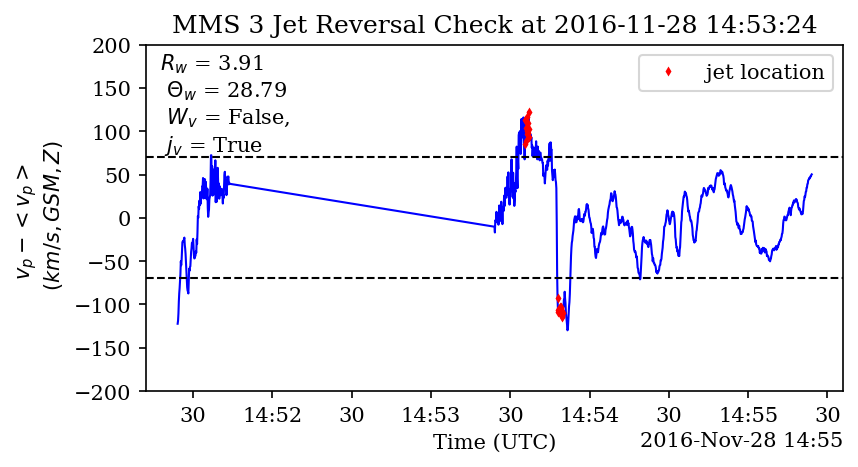 MMS 3 Jet Reversal Check at 2016-11-28 14:53:24
R_w = 3.91
Θ_w = 28.79
W_v = False,
j_v = True
jet location
200
150
100
50
0
−50
−100
−150
−200
v_p − < v_p >
(km/s, GSM, Z)
30 14:52 30 14:53 30 14:54 30 14:55 30
Time (UTC)
2016-Nov-28 14:55